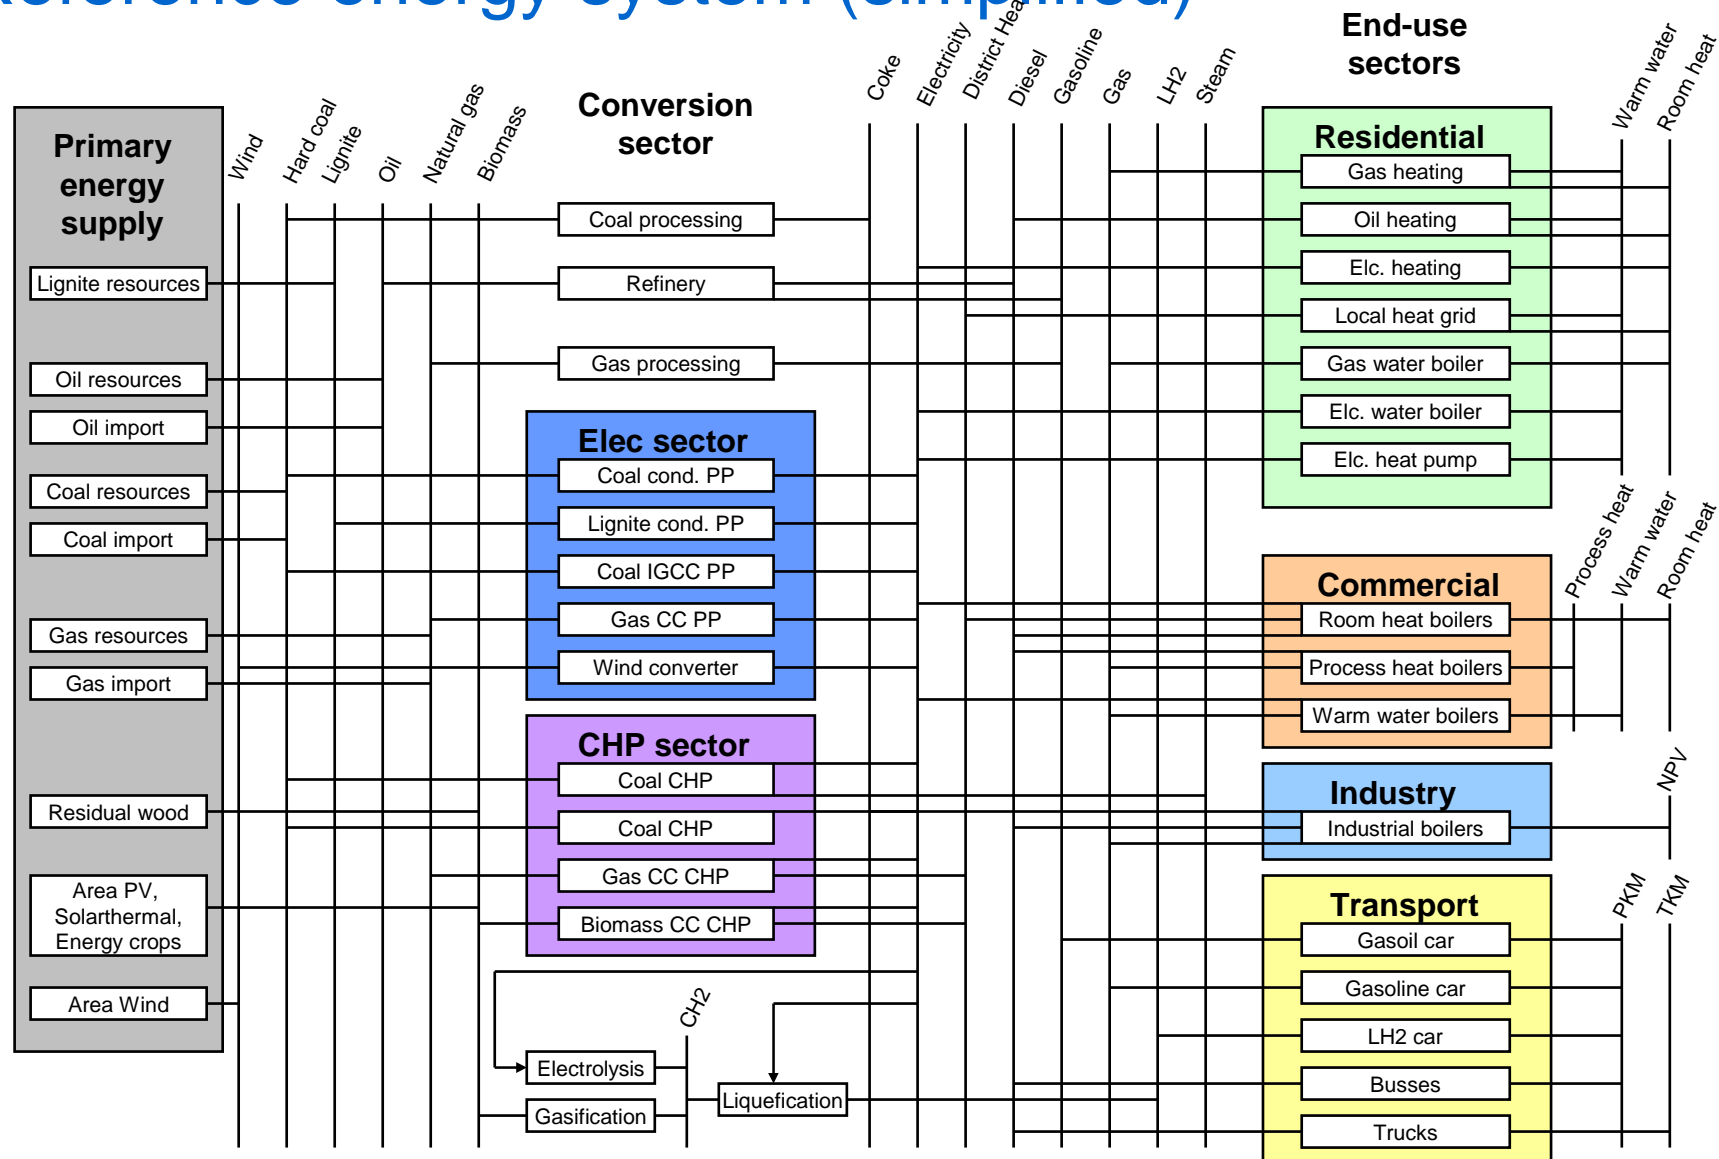 Reference energy system (simplified)
Primary
energy
supply
Lignite resources
Oil resources
Oil import
Coal resources
Coal import
Gas resources
Gas import
Residual wood
Area PV,
Solarthermal,
Energy crops
Area Wind
Wind
Hard coal
Lignite
Oil
Natural gas
Biomass
Conversion
sector
Coal processing
Refinery
Gas processing
Elec sector
Coal cond. PP
Lignite cond. PP
Coal IGCC PP
Gas CC PP
Wind converter
CHP sector
Coal CHP
Coal CHP
Gas CC CHP
Biomass CC CHP
CH2
Electrolysis
Gasification
Liquefication
Coke
Electricity
District Heat
Diesel
Gasoline
Gas
LH2
Steam
End-use
sectors
Residential
Gas heating
Oil heating
Elc. heating
Local heat grid
Gas water boiler
Elc. water boiler
Elc. heat pump
Warm water
Room heat
Commercial
Room heat boilers
Process heat boilers
Warm water boilers
Process heat
Warm water
Room heat
Industry
Industrial boilers
NPV
Transport
Gasoil car
Gasoline car
LH2 car
Busses
Trucks
PKM
TKM